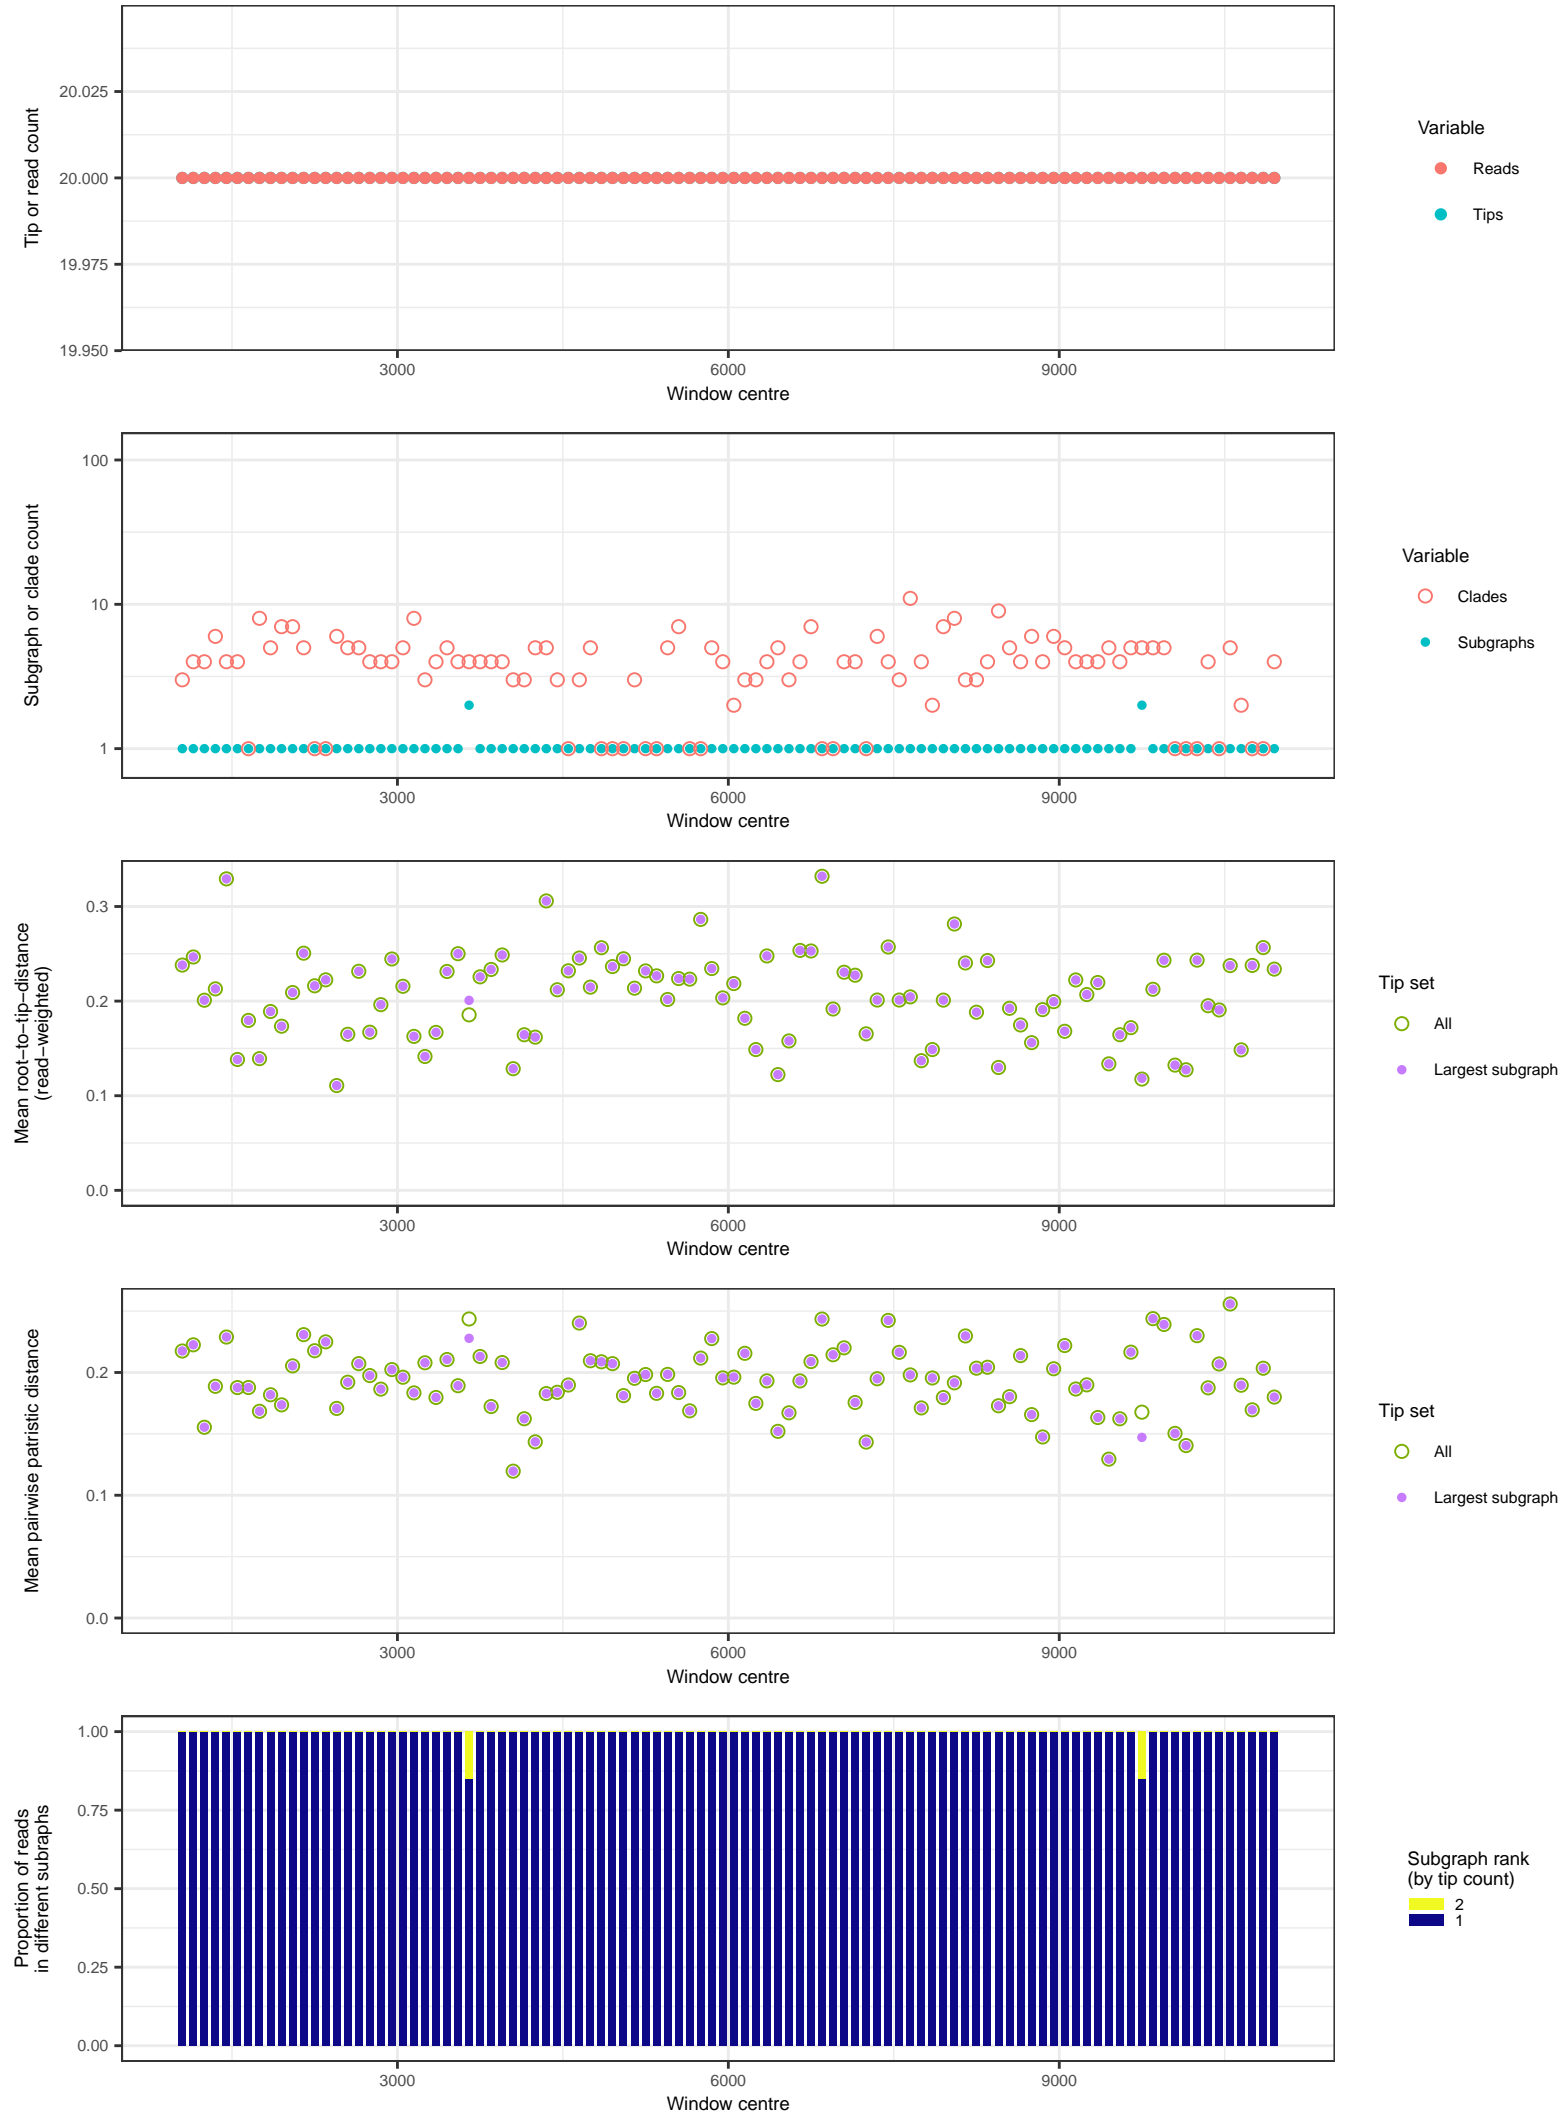 Tip or read count
20.025
20.000
19.975
19.950
3000
6000
9000
Window centre
Variable
Reads
Tips
Subgraph or clade count
100
10
1
3000
6000
9000
Window centre
Variable
Clades
Subgraphs
Mean root−to−tip−distance
(read−weighted)
0.3
0.2
0.1
0.0
3000
6000
9000
Window centre
Tip set
All
Largest subgraph
Mean pairwise patristic distance
0.2
0.1
0.0
3000
6000
9000
Window centre
Tip set
All
Largest subgraph
Proportion of reads
in different subraphs
1.00
0.75
0.50
0.25
0.00
3000
6000
9000
Window centre
Subgraph rank
(by tip count)
2
1